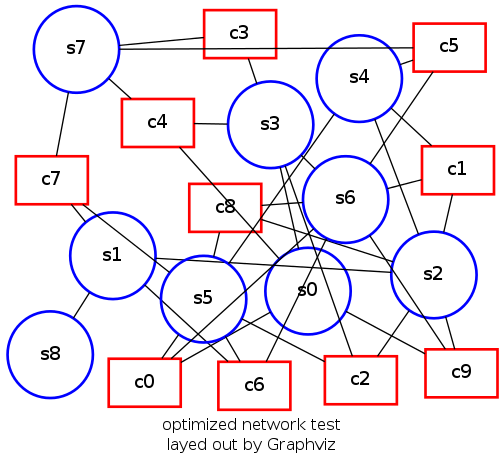 c3
s7
c5
s4
c4
s3
c1
c7
s6
c8
s1
s2
s0
s5
s8
c9
c2
c0
c6
optimized network test
layed out by Graphviz